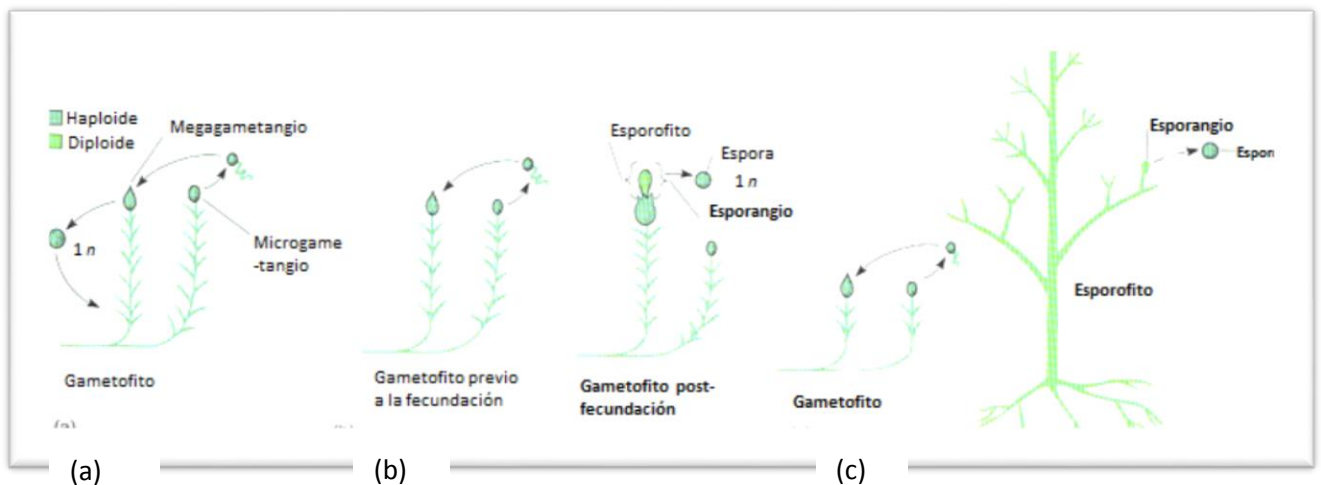 Haploide
Diploide
Megagametangio
1 n
Microgame
-tangio
Gametofito
(a)
Gametofito previo
a la fecundación
Esporofito
Espora
1 n
Esporangio
Gametofito post-
fecundación
Esporangio
Espor
Esporofito
Gametofito
(a)
(b)
(c)